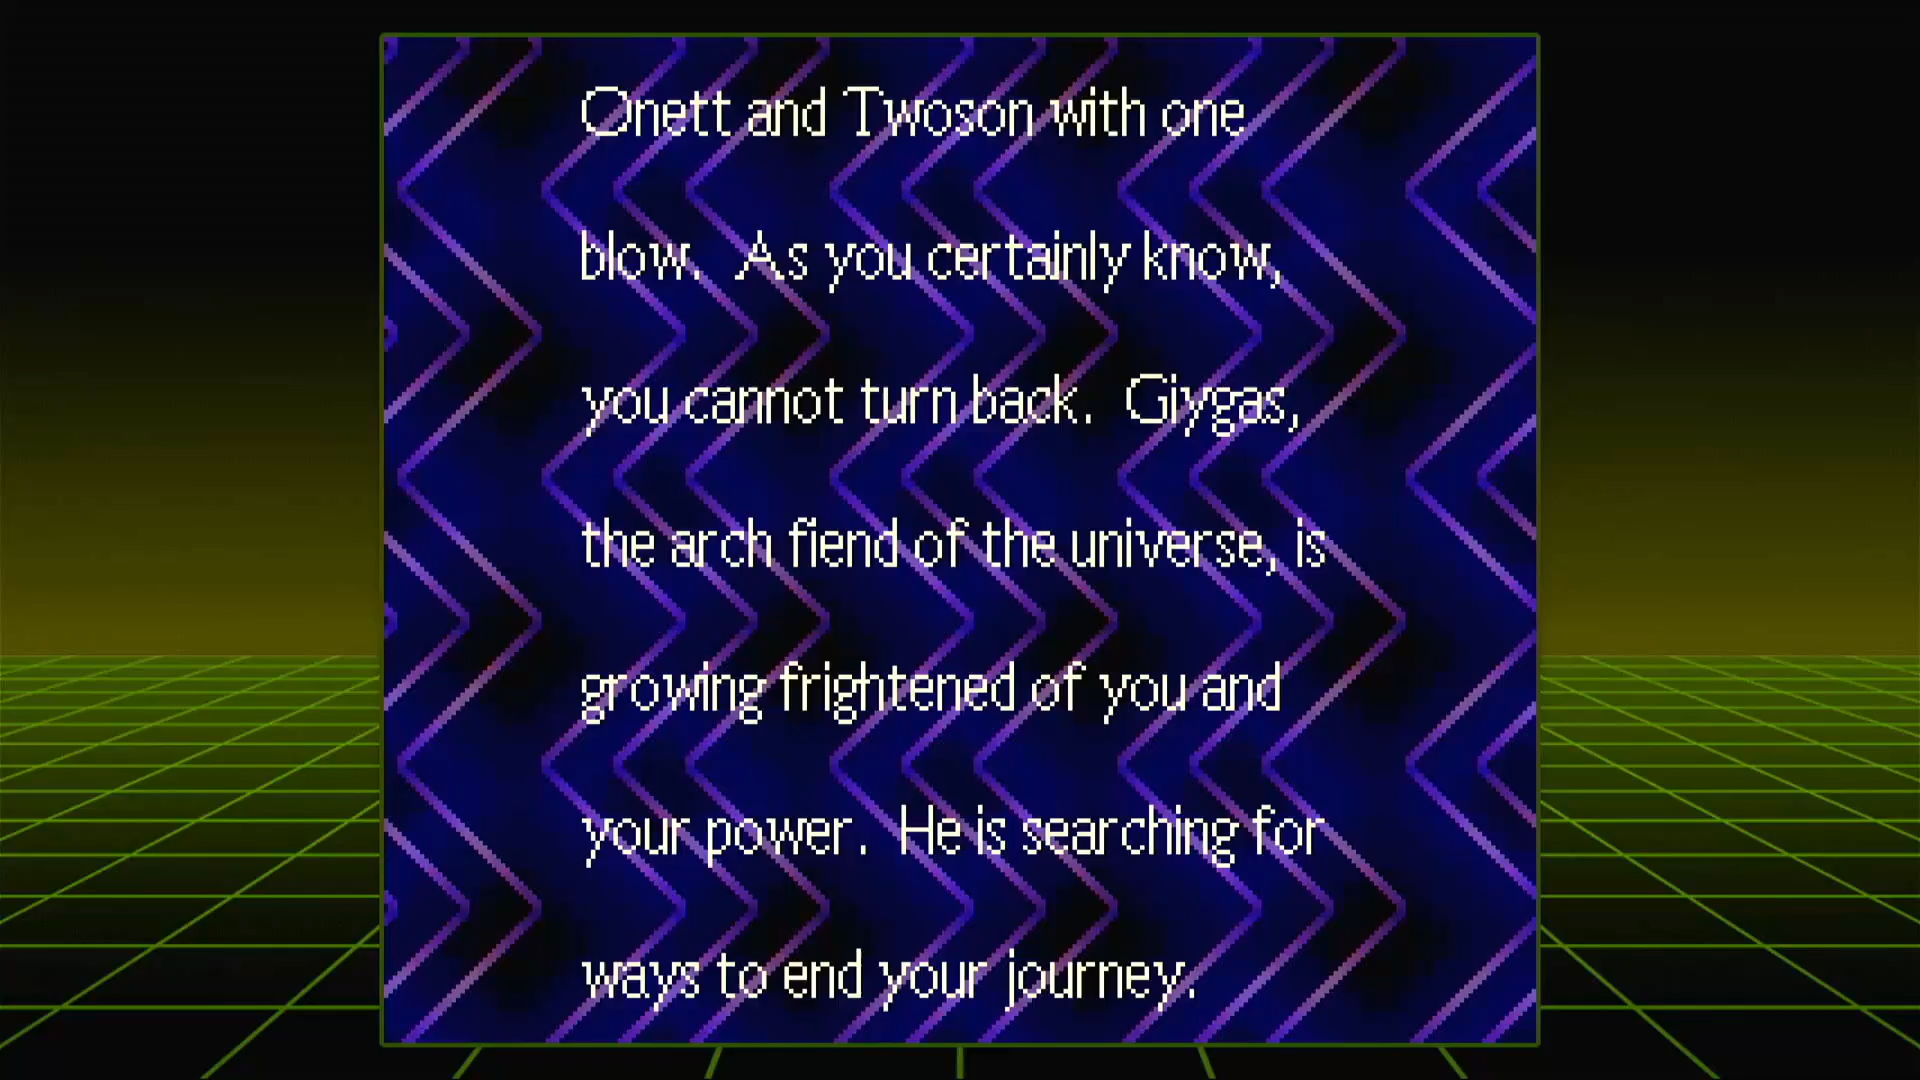 Onett and Twoson with one
blow.  As you certainly know,
you cannot turn back.  Giygas,
the arch fiend of the universe, is
growing frightened of you and
your power.  He is searching for
ways to end your journey.